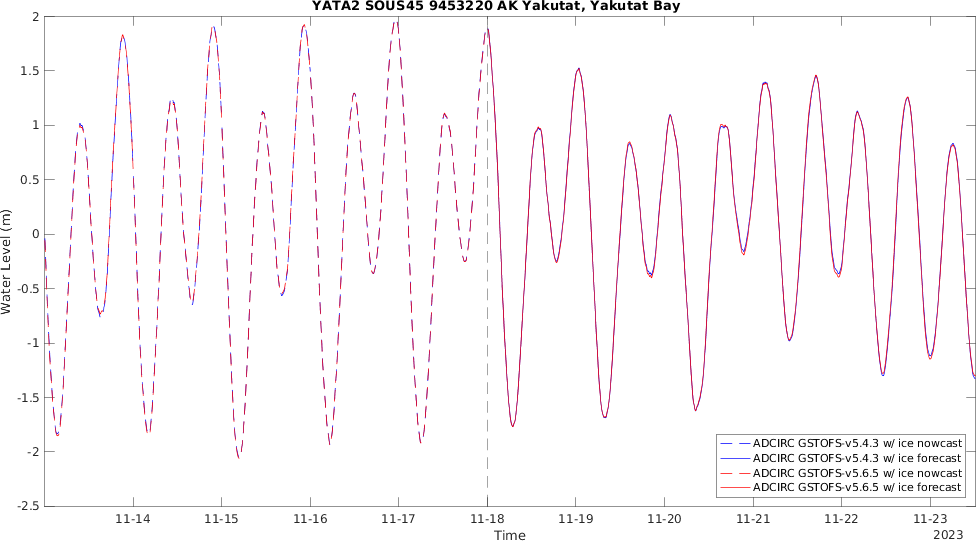 YATA2 SOUS45 9453220 AK Yakutat, Yakutat Bay
2
1.5
1
0.5
0
-0.5
-1
-1.5
-2
-2.5
Water Level (m)
ADCIRC GSTOFS-v5.4.3 w/ ice nowcast
ADCIRC GSTOFS-v5.4.3 w/ ice forecast
ADCIRC GSTOFS-v5.6.5 w/ ice nowcast
ADCIRC GSTOFS-v5.6.5 w/ ice forecast
11-14 11-15 11-16 11-17 11-18 11-19 11-20 11-21 11-22 11-23
Time
2023